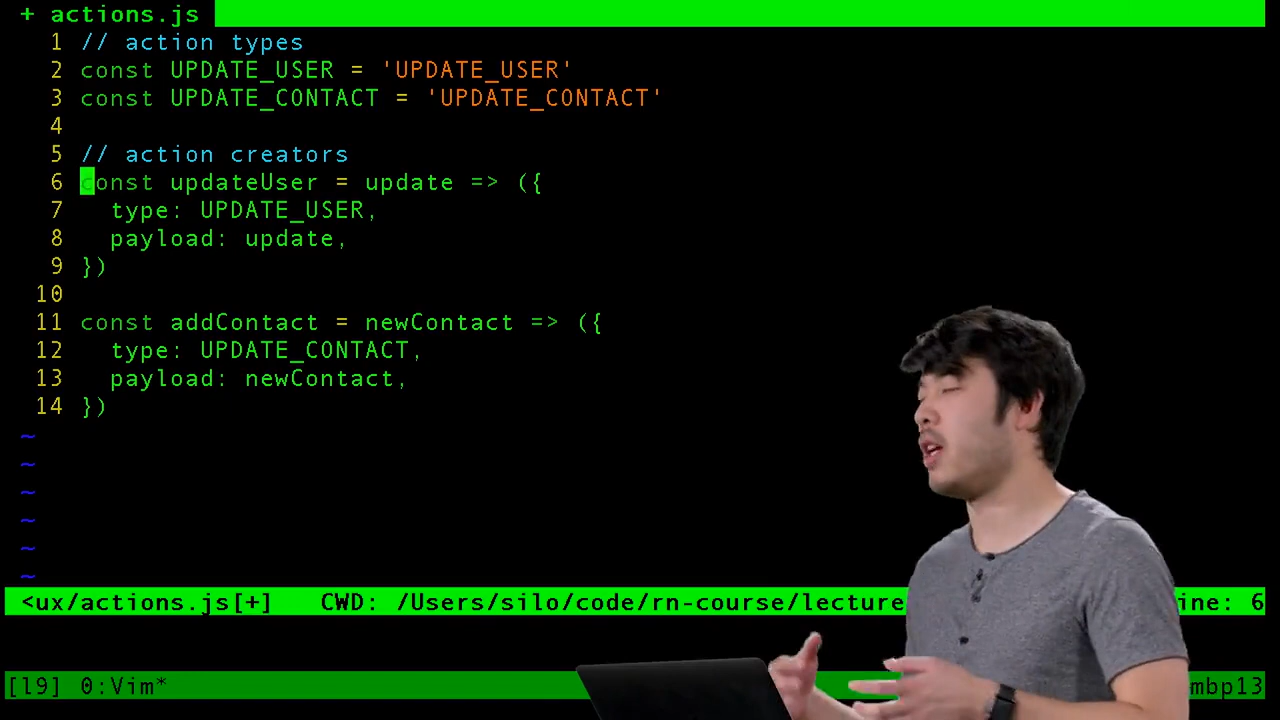 + actions.js
1 // action types
2 const UPDATE_USER = 'UPDATE_USER'
3 const UPDATE_CONTACT = 'UPDATE_CONTACT'
4
5 // action creators
6 const updateUser = update => ({
7   type: UPDATE_USER,
8   payload: update,
9 })
10
11 const addContact = newContact => ({
12   type: UPDATE_CONTACT,
13   payload: newContact,
14 })
~
~
~
~
~
~
<ux/actions.js[+]   CWD: /Users/silo/code/rn-course/lecture ine: 6
[l9] 0:Vim* mbp13